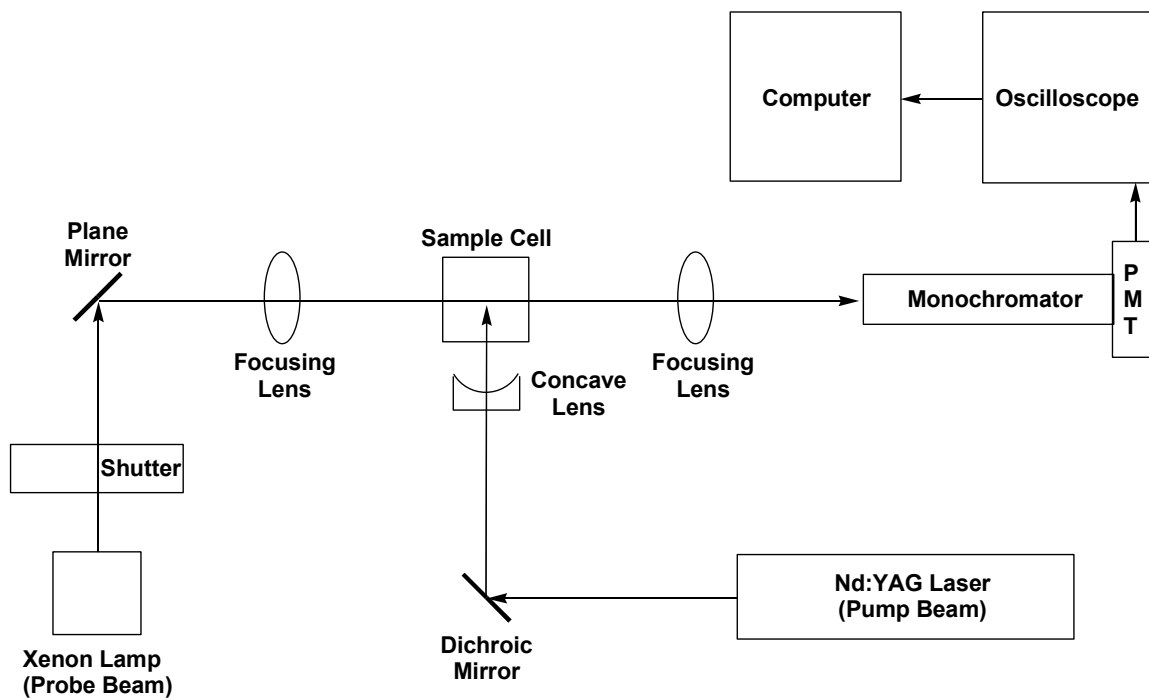 Computer
Oscilloscope
Plane
Mirror
Sample Cell
P
M
T
Monochromator
Focusing
Lens
Concave
Lens
Focusing
Lens
Shutter
Nd:YAG Laser
(Pump Beam)
Dichroic
Mirror
Xenon Lamp
(Probe Beam)